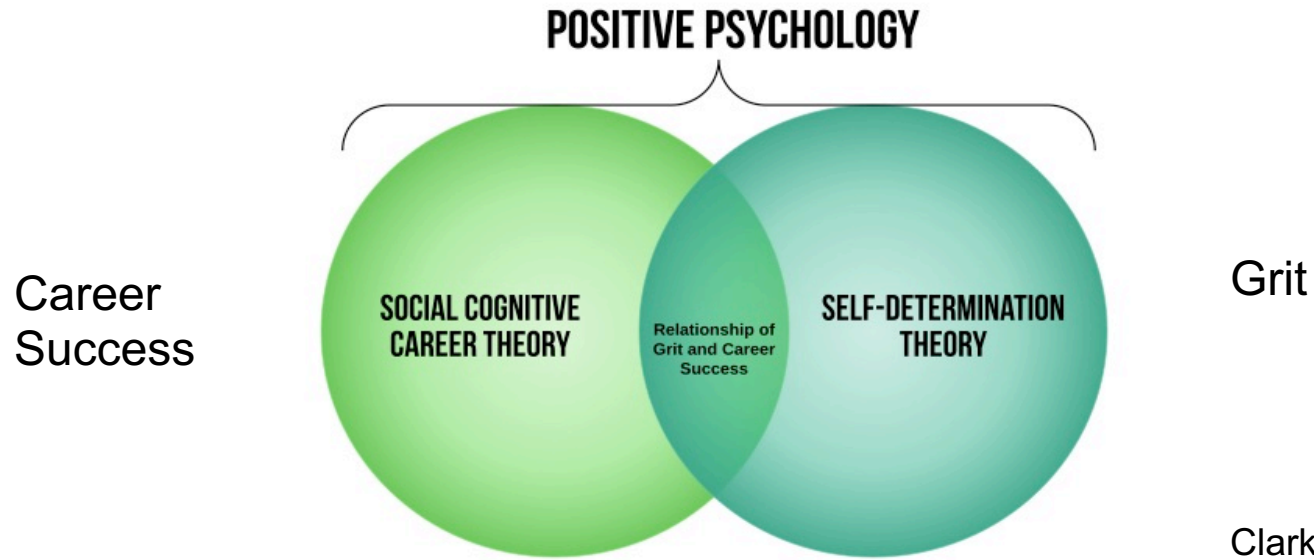 POSITIVE PSYCHOLOGY
Career
Success
SOCIAL COGNITIVE
CAREER THEORY
Relationship of
Grit and Career
Success
SELF-DETERMINATION
THEORY
Grit
Clark